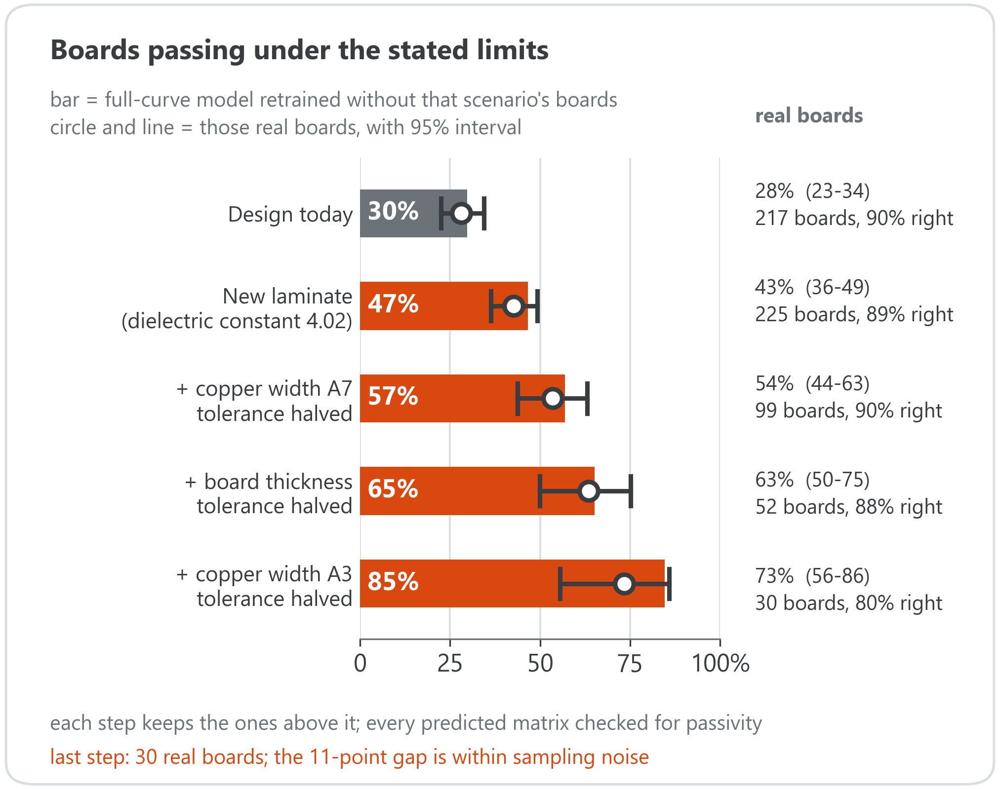 Boards passing under the stated limits
bar = full-curve model retrained without that scenario's boards
circle and line = those real boards, with 95% interval
real boards
Design today
30%
28% (23-34)
217 boards, 90% right
New laminate
(dielectric constant 4.02)
47%
43% (36-49)
225 boards, 89% right
+ copper width A7
tolerance halved
57%
54% (44-63)
99 boards, 90% right
+ board thickness
tolerance halved
65%
63% (50-75)
52 boards, 88% right
+ copper width A3
tolerance halved
85%
73% (56-86)
30 boards, 80% right
0 25 50 75 100%
each step keeps the ones above it; every predicted matrix checked for passivity
last step: 30 real boards; the 11-point gap is within sampling noise